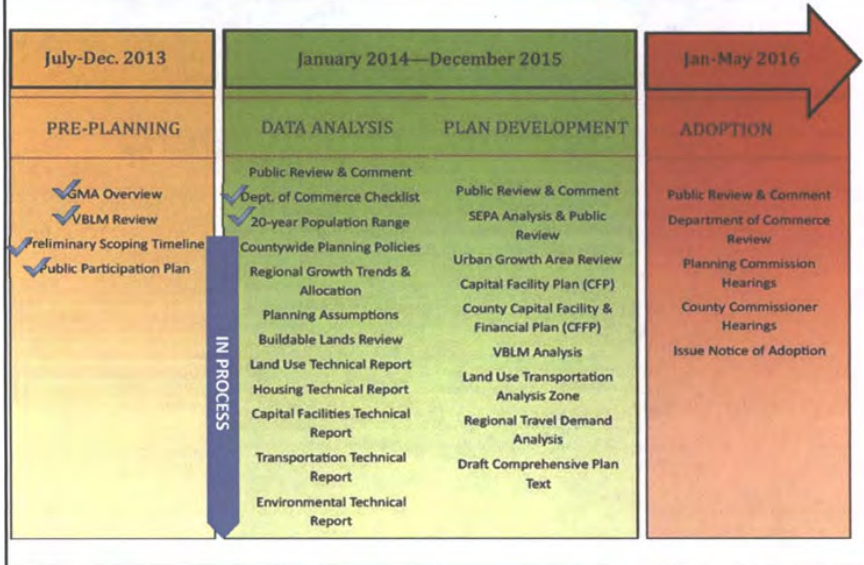 July-Dec. 2013
January 2014—December 2015
Jan-May 2016
PRE-PLANNING
GMA Overview
VBLM Review
Preliminary Scoping Timeline
Public Participation Plan
IN PROCESS
DATA ANALYSIS
Public Review & Comment
Dept. of Commerce Checklist
20-year Population Range
Countywide Planning Policies
Regional Growth Trends &
Allocation
Planning Assumptions
Buildable Lands Review
Land Use Technical Report
Housing Technical Report
Capital Facilities Technical
Report
Transportation Technical
Report
Environmental Technical
Report
PLAN DEVELOPMENT
Public Review & Comment
SEPA Analysis & Public
Review
Urban Growth Area Review
Capital Facility Plan (CFP)
County Capital Facility &
Financial Plan (CFFP)
VBLM Analysis
Land Use Transportation
Analysis Zone
Regional Travel Demand
Analysis
Draft Comprehensive Plan
Text
ADOPTION
Public Review & Comment
Department of Commerce
Review
Planning Commission
Hearings
County Commissioner
Hearings
Issue Notice of Adoption